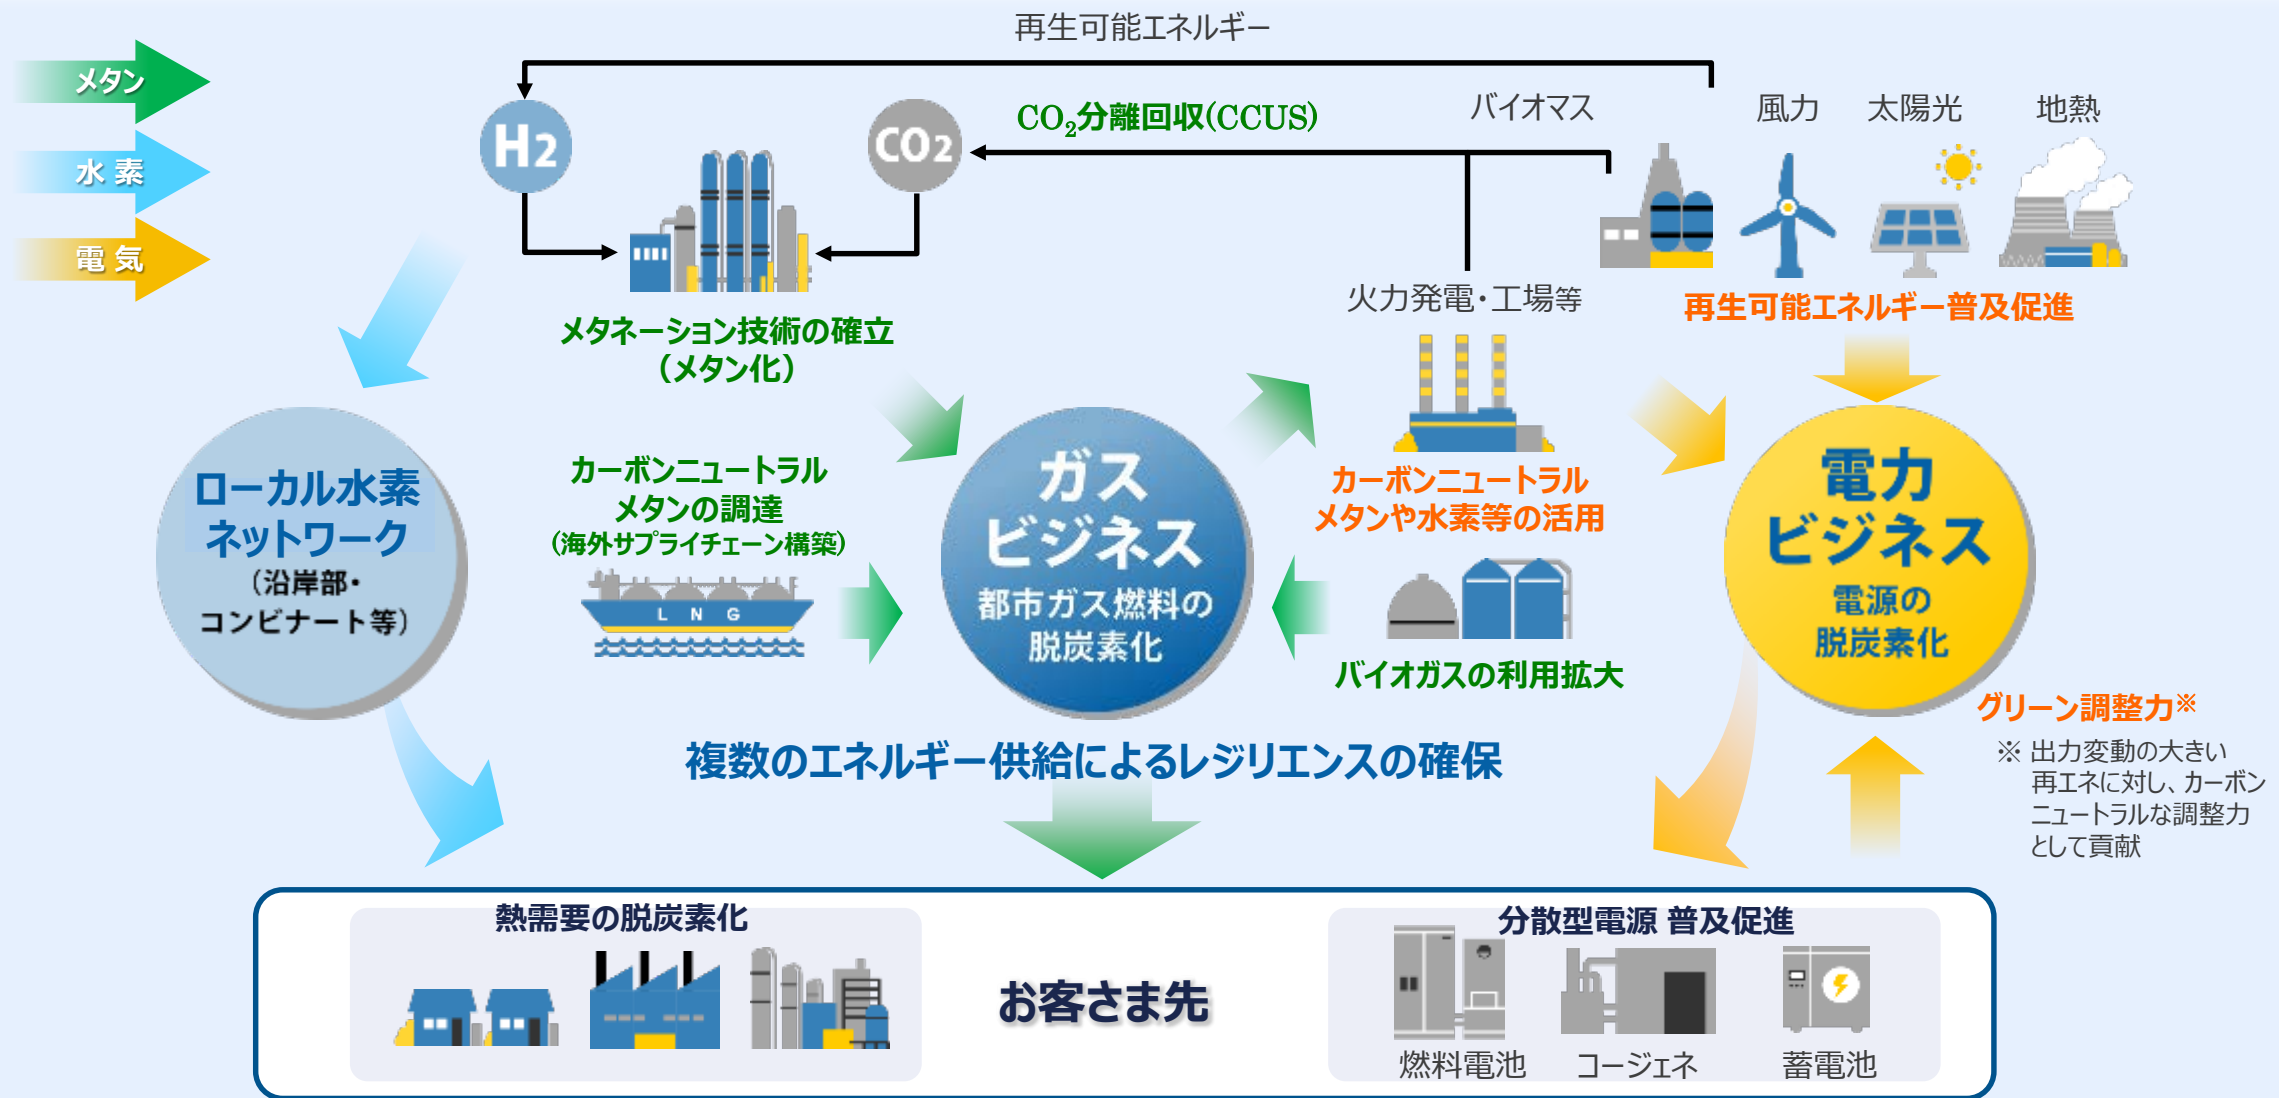 再生可能エネルギー
メタン
水 素
電 気
H2
CO2
CO₂分離回収(CCUS)
バイオマス
風力
太陽光
地熱
メタネーション技術の確立
（メタン化）
火力発電・工場等
再生可能エネルギー普及促進
ローカル水素
ネットワーク
（沿岸部・
コンビナート等）
カーボンニュートラル
メタンの調達
（海外サプライチェーン構築）
L N G
ガス
ビジネス
都市ガス燃料の
脱炭素化
カーボンニュートラル
メタンや水素等の活用
バイオガスの利用拡大
電力
ビジネス
電源の
脱炭素化
グリーン調整力※
※ 出力変動の大きい
再エネに対し、カーボン
ニュートラルな調整力
として貢献
複数のエネルギー供給によるレジリエンスの確保
熱需要の脱炭素化
お客さま先
分散型電源 普及促進
燃料電池
コージェネ
蓄電池